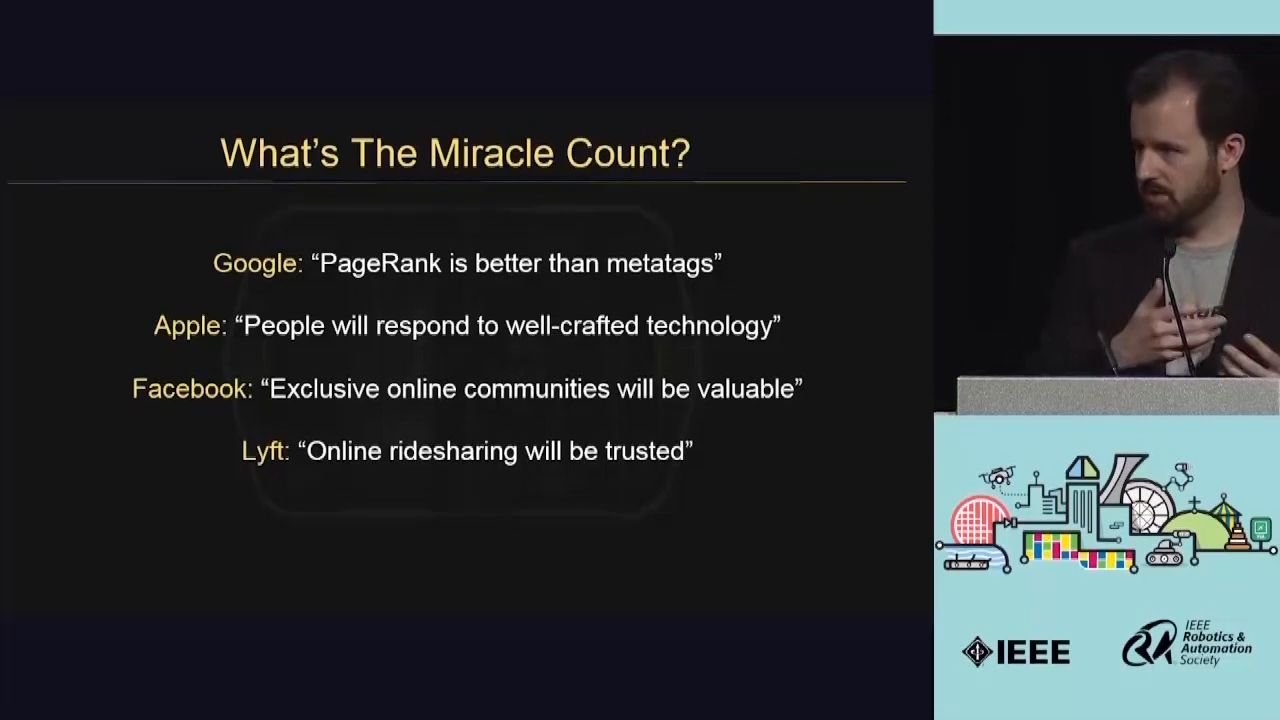 What's The Miracle Count?
Google: “PageRank is better than metatags”
Apple: “People will respond to well-crafted technology”
Facebook: “Exclusive online communities will be valuable”
Lyft: “Online ridesharing will be trusted”
IEEE
IEEE
Robotics &
Automation
Society